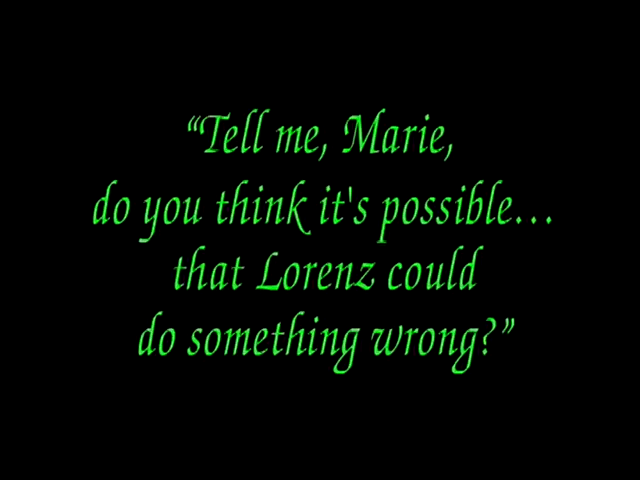 “Tell me, Marie,
do you think it's possible...
that Lorenz could
do something wrong?”